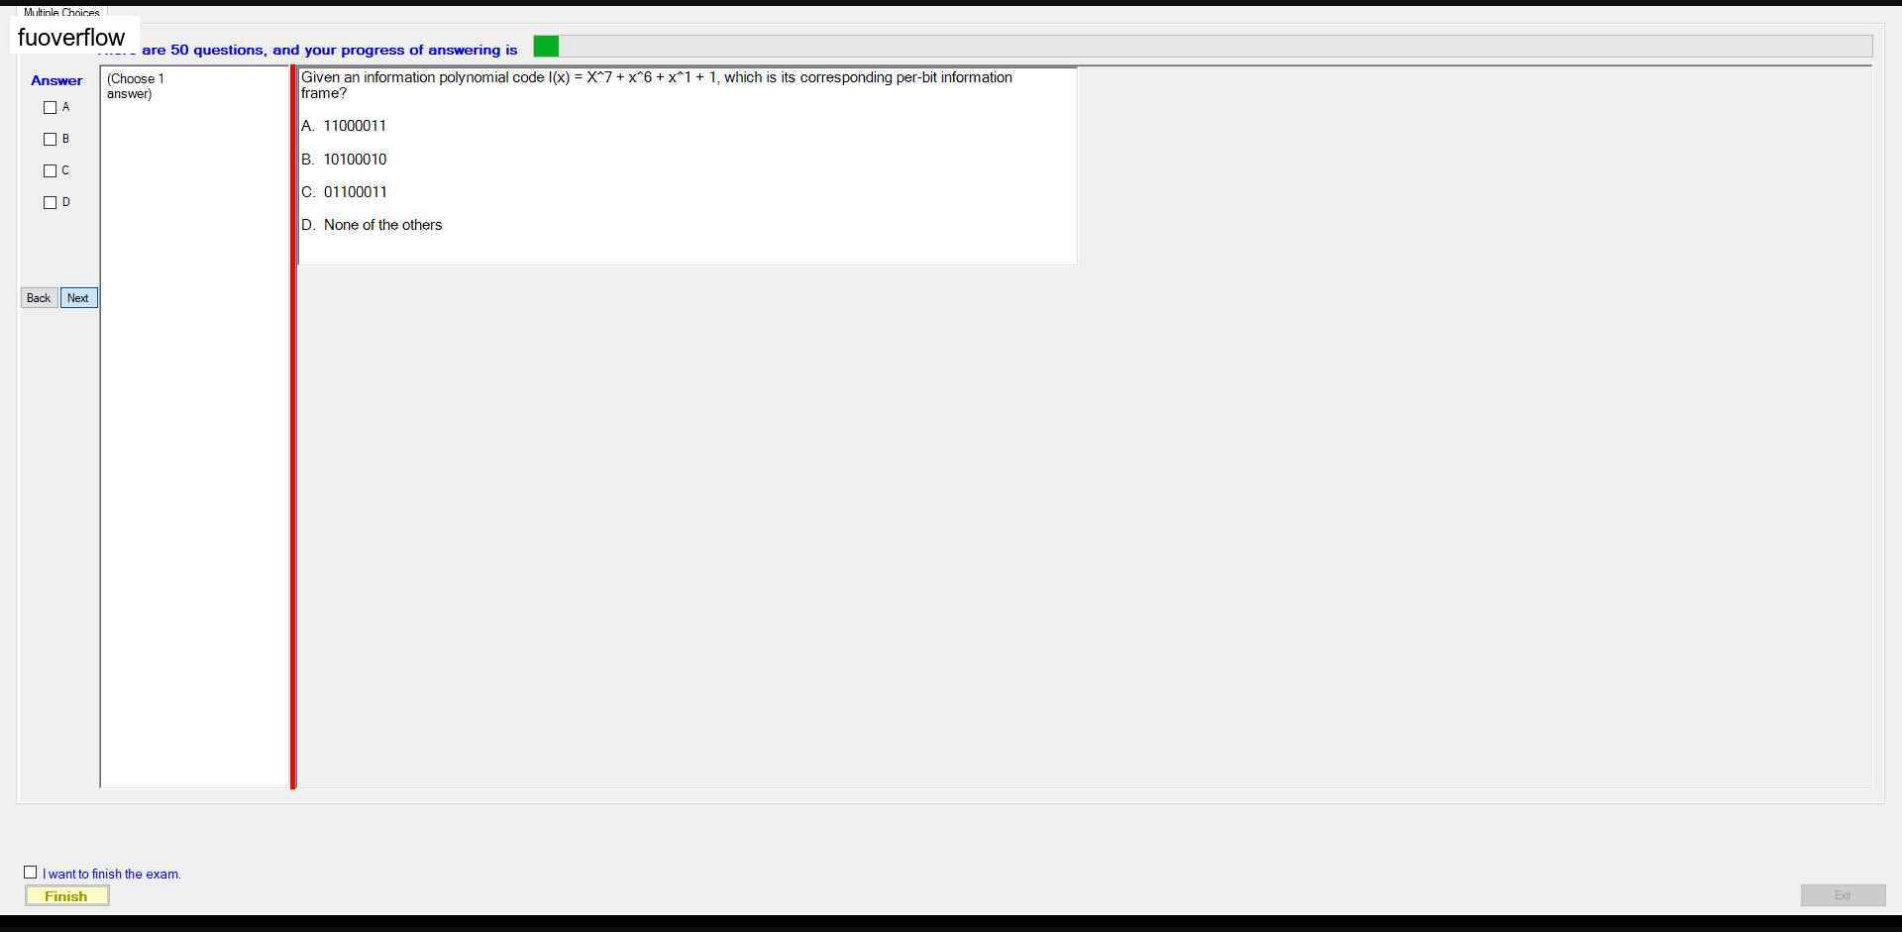 Multiple Choices
fuoverflow
are 50 questions, and your progress of answering is
Answer
(Choose 1
answer)
A
B
C
D
Back
Next
Given an information polynomial code I(x) = X^7 + x^6 + x^1 + 1, which is its corresponding per-bit information
frame?
A. 11000011
B. 10100010
C. 01100011
D. None of the others
I want to finish the exam.
Finish
Exit